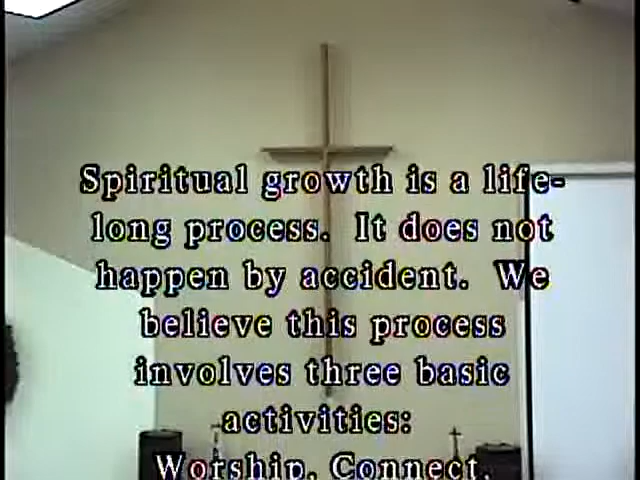 Spiritual growth is a life-
long process.  It does not
happen by accident.  We
believe this process
involves three basic
activities:
Worship, Connect,